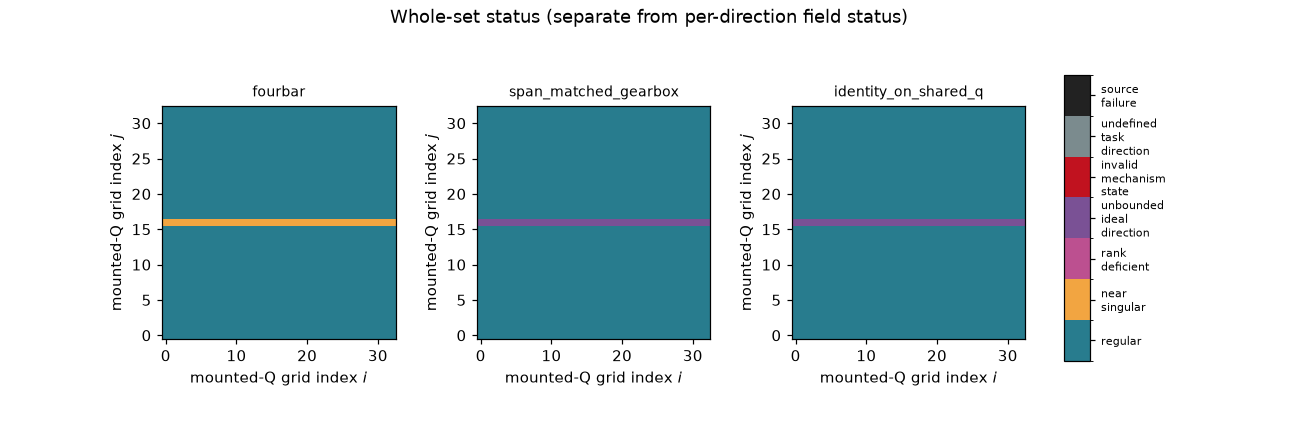 Whole-set status (separate from per-direction field status)
fourbar
mounted-Q grid index j
30
25
20
15
10
5
0
0
10
20
30
mounted-Q grid index i
span_matched_gearbox
mounted-Q grid index j
30
25
20
15
10
5
0
0
10
20
30
mounted-Q grid index i
identity_on_shared_q
mounted-Q grid index j
30
25
20
15
10
5
0
0
10
20
30
mounted-Q grid index i
source
failure
undefined
task
direction
invalid
mechanism
state
unbounded
ideal
direction
rank
deficient
near
singular
regular